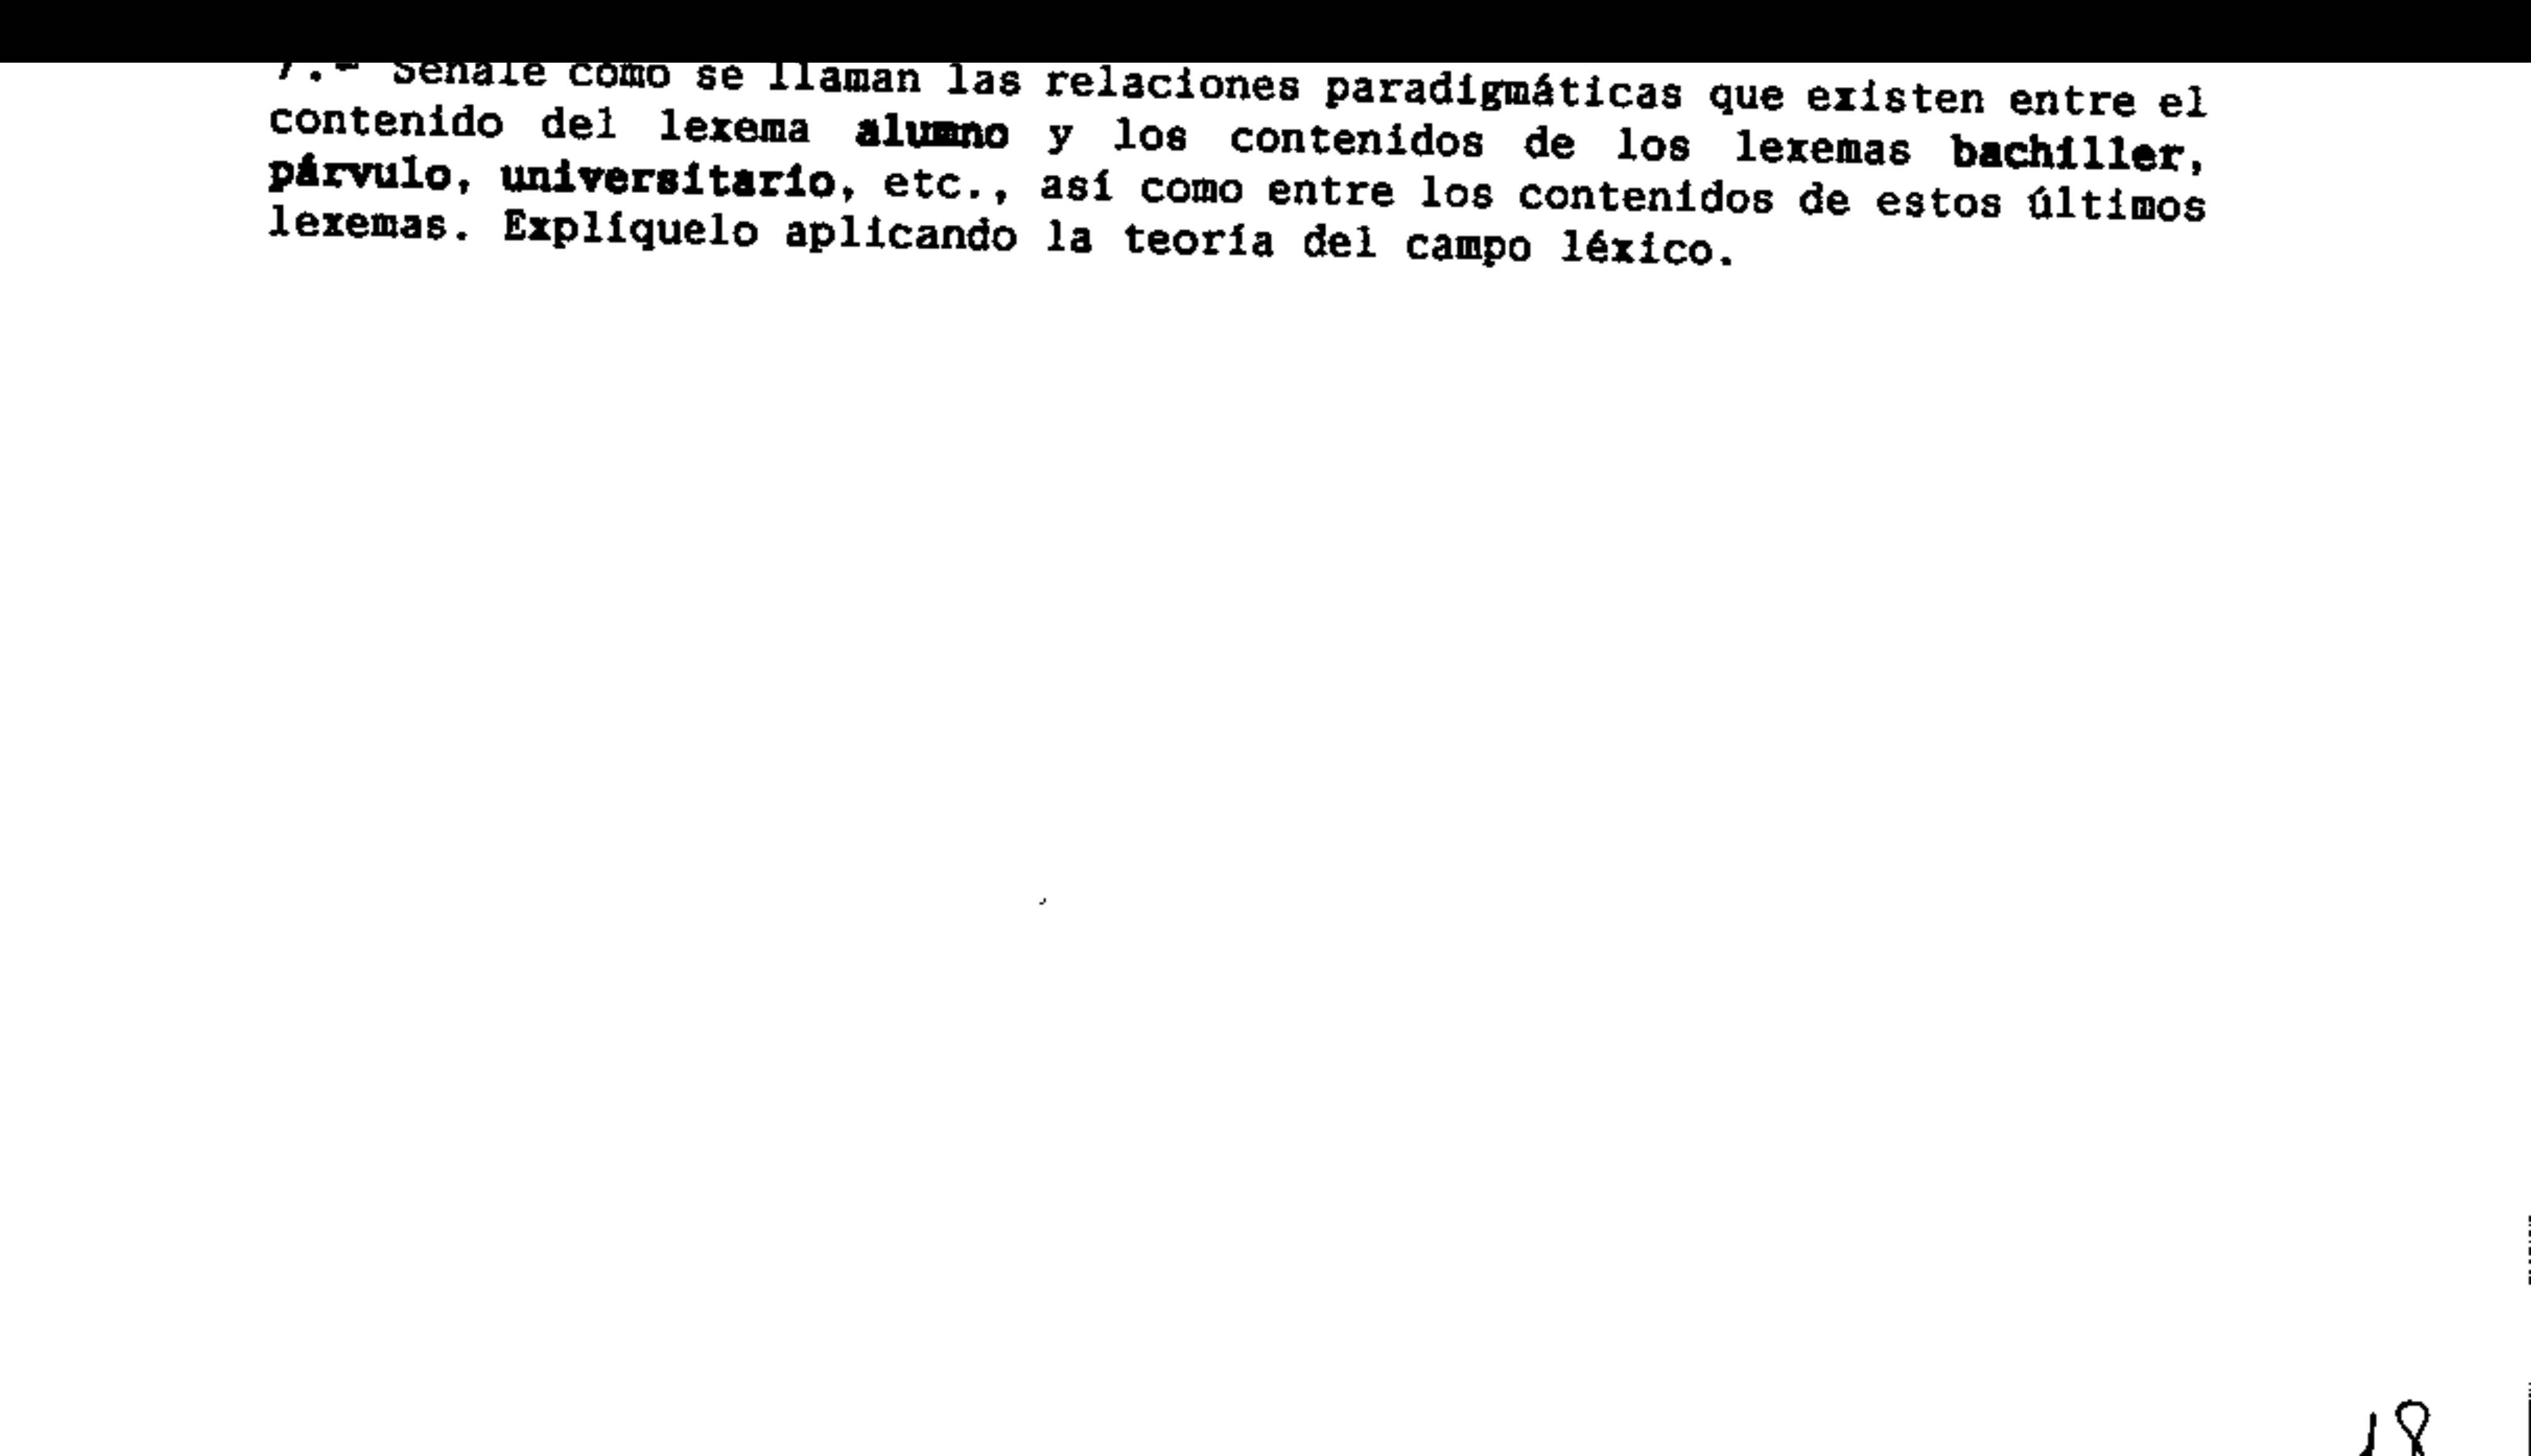 7.- Señale cómo se llaman las relaciones paradigmáticas que existen entre el
contenido del lexema alumno y los contenidos de los lexemas bachiller,
párvulo, universitario, etc., así como entre los contenidos de estos últimos
lexemas. Explíquelo aplicando la teoría del campo léxico.
18